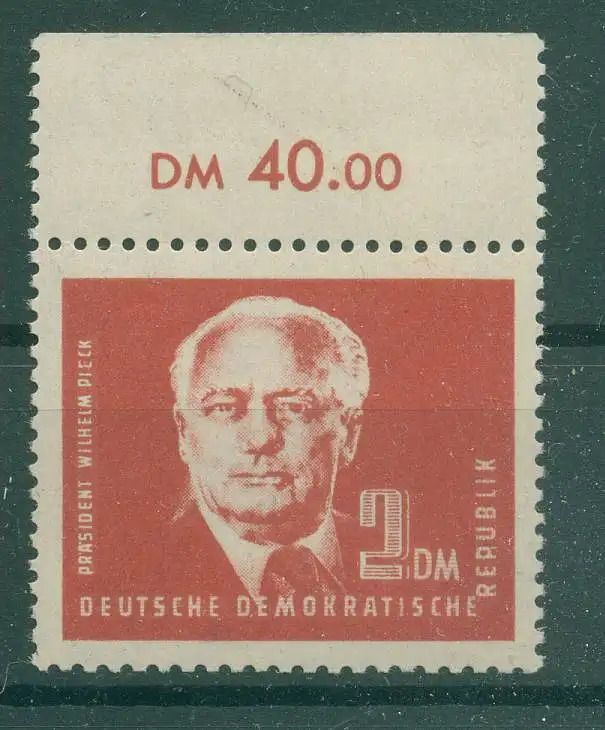 DM 40.00
PRÄSIDENT WILHELM PIECK
2 DM
DEUTSCHE DEMOKRATISCHE
REPUBLIK